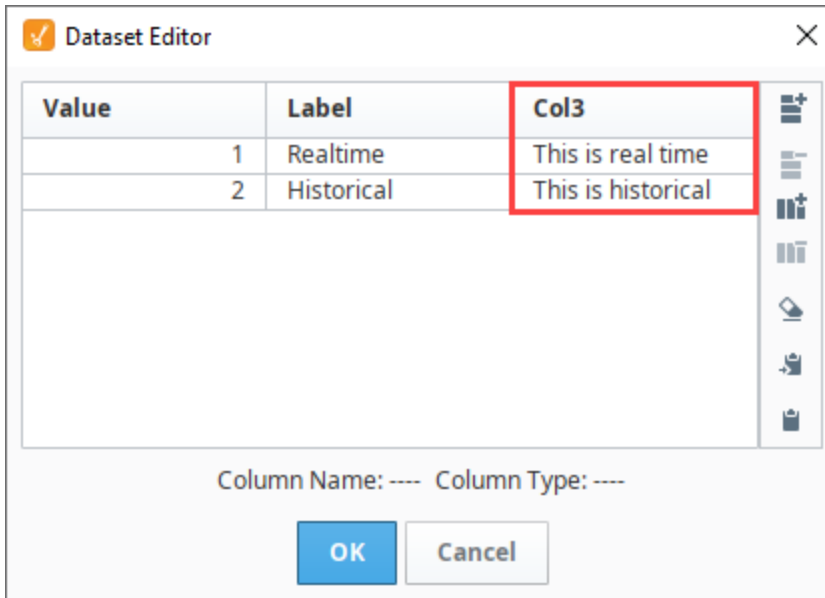 Dataset Editor
Value Label Col3
1 Realtime This is real time
2 Historical This is historical
Column Name: ---- Column Type: ----
OK Cancel